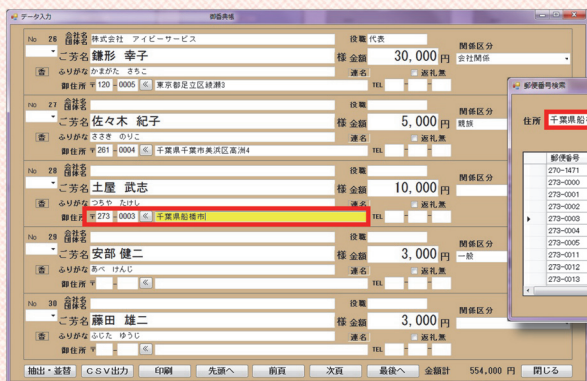 データ入力
御香典帳
No 26 会社名 団体名 株式会社 アイビーサービス 役職 代表 関係区分
ご芳名 鎌形 幸子 様 金額 30,000 円 会社関係
香 ふりがな かまがた さちこ 連名 返礼無
御住所 〒 120 - 0005 ≪ 東京都足立区綾瀬3 TEL - -
No 27 会社名 団体名 役職 関係区分
ご芳名 佐々木 紀子 様 金額 5,000 円 親族
香 ふりがな ささき のりこ 連名 返礼無
御住所 〒 261 - 0004 ≪ 千葉県千葉市美浜区高洲4 TEL - -
No 28 会社名 団体名 役職 関係区分
ご芳名 土屋 武志 様 金額 10,000 円
香 ふりがな つちや たけし 連名 返礼無
御住所 〒 273 - 0003 ≪ 千葉県船橋市 TEL - -
No 29 会社名 団体名 役職 関係区分
ご芳名 安部 健二 様 金額 3,000 円 一般
香 ふりがな あべ けんじ 連名 返礼無
御住所 〒 - ≪ TEL - -
No 30 会社名 団体名 役職 関係区分
ご芳名 藤田 雄二 様 金額 3,000 円
香 ふりがな ふじた ゆうじ 連名 返礼無
御住所 〒 - ≪ TEL - -
抽出・並替 CSV出力 印刷 先頭へ 前頁 次頁 最後へ 金額計 554,000 円 閉じる
郵便番号検索
住所 千葉県船
郵便番号
270-1471
273-0000
273-0001
273-0002
273-0003
273-0004
273-0005
273-0011
273-0012
273-0013